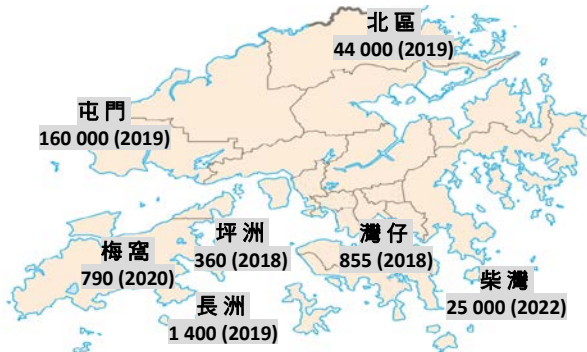 北區
44 000 (2019)
屯門
160 000 (2019)
坪洲
360 (2018)
灣仔
855 (2018)
梅窩
790 (2020)
柴灣
25 000 (2022)
長洲
1 400 (2019)